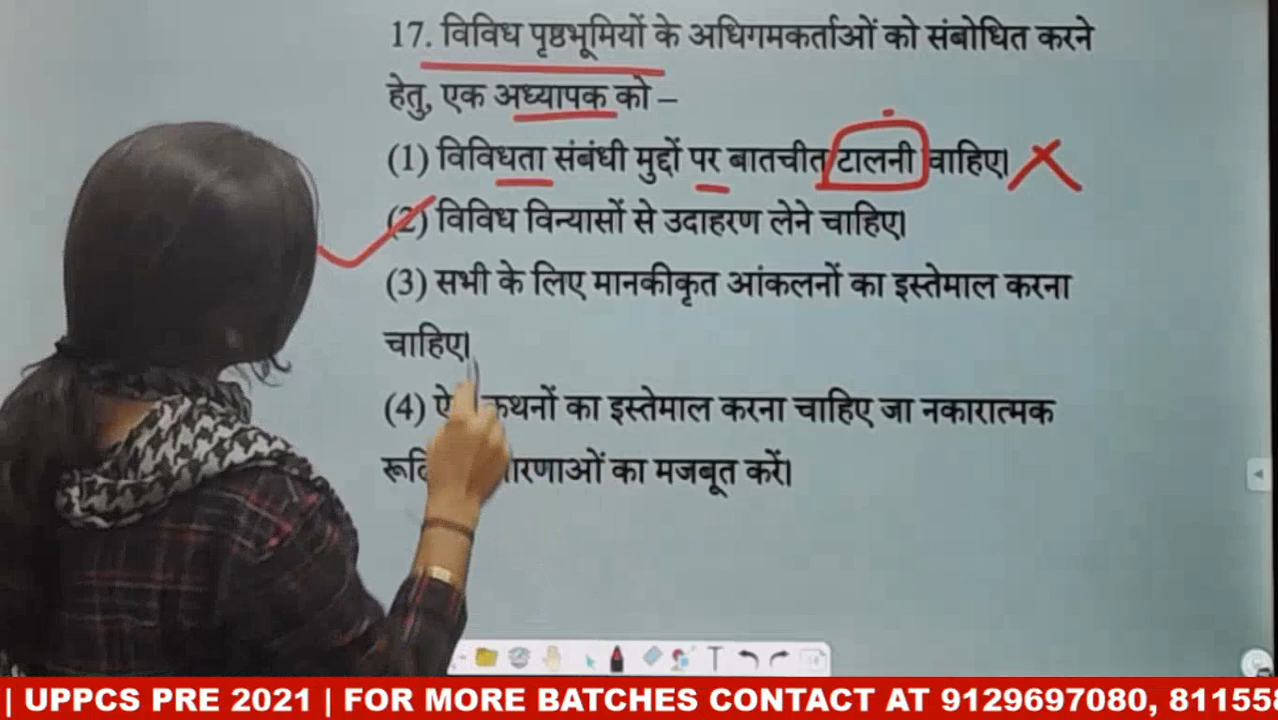 17. विविध पृष्ठभूमियों के अधिगमकर्ताओं को संबोधित करने
हेतु, एक अध्यापक को –
(1) विविधता संबंधी मुद्दों पर बातचीत टालनी चाहिए।
(2) विविध विन्यासों से उदाहरण लेने चाहिए।
(3) सभी के लिए मानकीकृत आंकलनों का इस्तेमाल करना
चाहिए।
(4) कथनों का इस्तेमाल करना चाहिए जा नकारात्मक
का मजबूत करें।
| UPPCS PRE 2021 | FOR MORE BATCHES CONTACT AT 9129697080, 81155